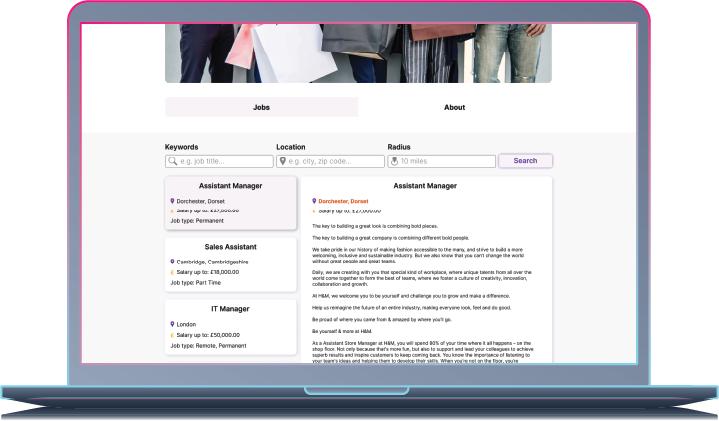 Jobs
About
Keywords
Location
Radius
e.g. job title...
e.g. city, zip code...
10 miles
Search
Assistant Manager
Dorchester, Dorset
£ Salary up to: £27,000.00
Job type: Permanent
Sales Assistant
Cambridge, Cambridgeshire
£ Salary up to: £18,000.00
Job type: Part Time
IT Manager
London
£ Salary up to: £50,000.00
Job type: Remote, Permanent
Assistant Manager
Dorchester, Dorset
£ Salary up to: £27,000.00
The key to building a great look is combining bold pieces.
The key to building a great company is combining different bold people.
We take pride in our history of making fashion accessible to the many, and strive to build a more
welcoming, inclusive and sustainable industry. But we also know that you can't change the world
without great people and great teams.
Daily, we are creating with you that special kind of workplace, where unique talents from all over the
world come together to form the best of teams, where we foster a culture of creativity, innovation,
collaboration and growth.
At H&M, we welcome you to be yourself and challenge you to grow and make a difference.
Help us reimagine the future of an entire industry, making everyone look, feel and do good.
Be proud of where you came from & amazed by where you'll go.
Be yourself & more at H&M.
As a Assistant Store Manager at H&M, you will spend 80% of your time where it all happens – on the
shop floor. Not only because that's more fun, but also to support and lead your colleagues to achieve
superb results and inspire customers to keep coming back. You know the importance of listening to
your team's ideas and helping them to develop their skills. When you're not on the floor, you're